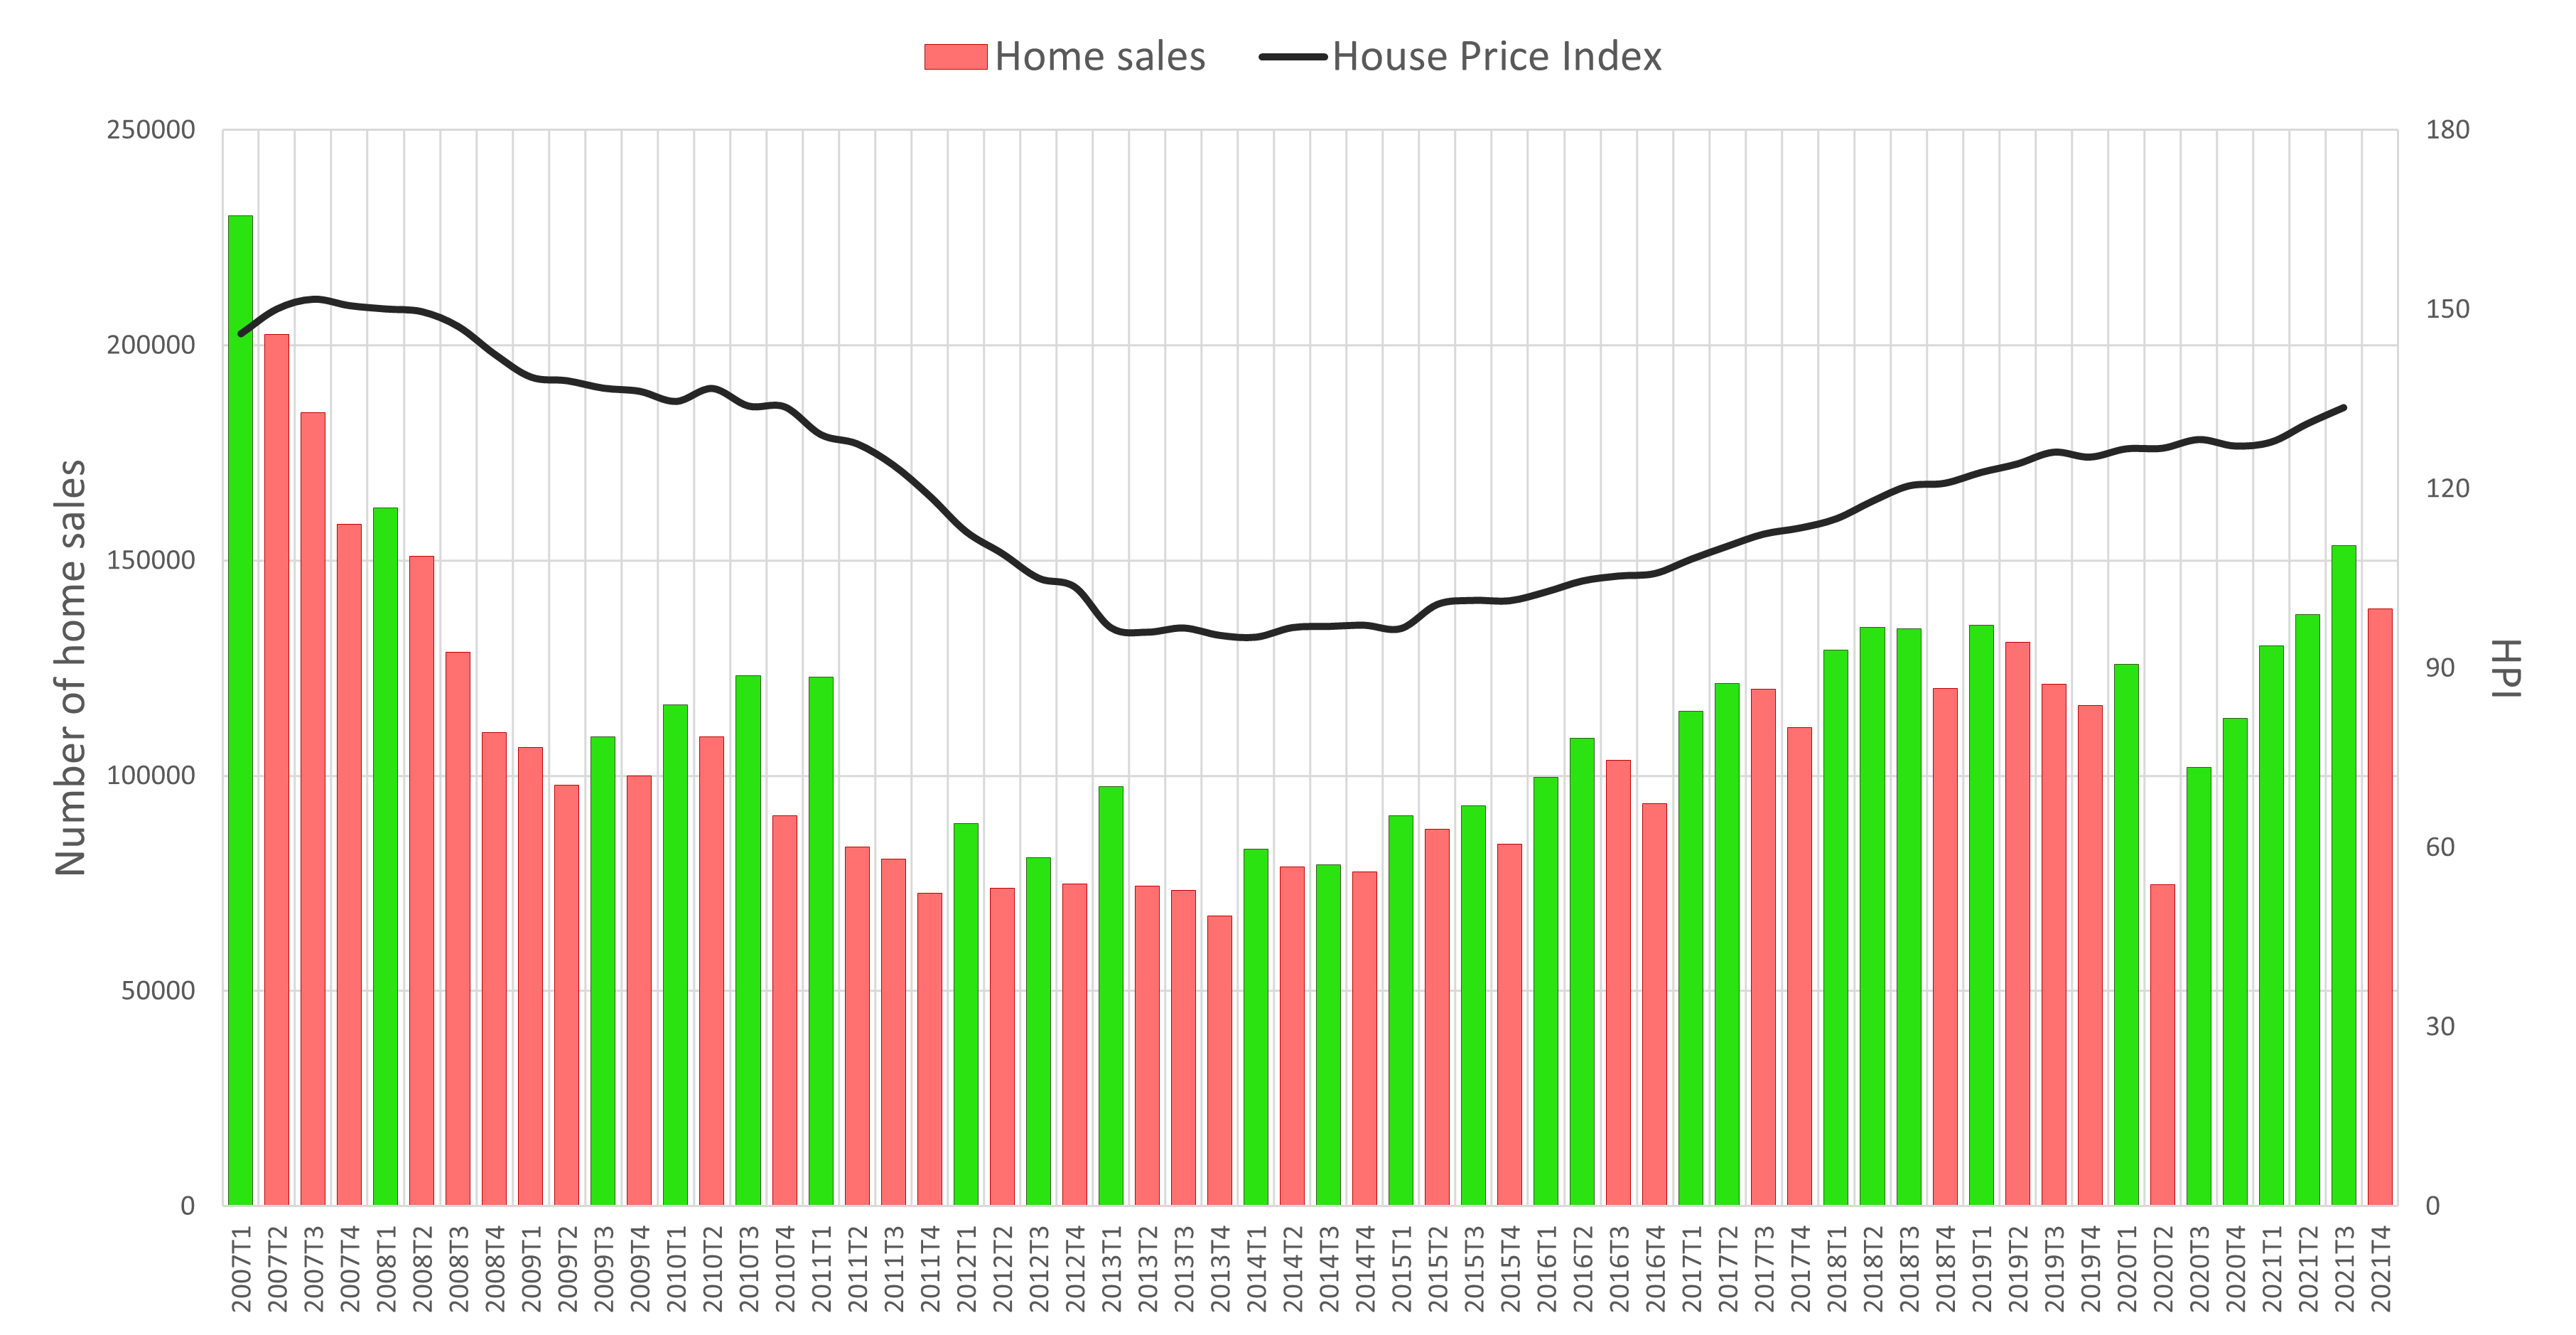 Home sales
House Price Index
250000
200000
150000
100000
50000
0
Number of home sales
180
150
120
90
60
30
0
HPI
2007T1
2007T2
2007T3
2007T4
2008T1
2008T2
2008T3
2008T4
2009T1
2009T2
2009T3
2009T4
2010T1
2010T2
2010T3
2010T4
2011T1
2011T2
2011T3
2011T4
2012T1
2012T2
2012T3
2012T4
2013T1
2013T2
2013T3
2013T4
2014T1
2014T2
2014T3
2014T4
2015T1
2015T2
2015T3
2015T4
2016T1
2016T2
2016T3
2016T4
2017T1
2017T2
2017T3
2017T4
2018T1
2018T2
2018T3
2018T4
2019T1
2019T2
2019T3
2019T4
2020T1
2020T2
2020T3
2020T4
2021T1
2021T2
2021T3
2021T4